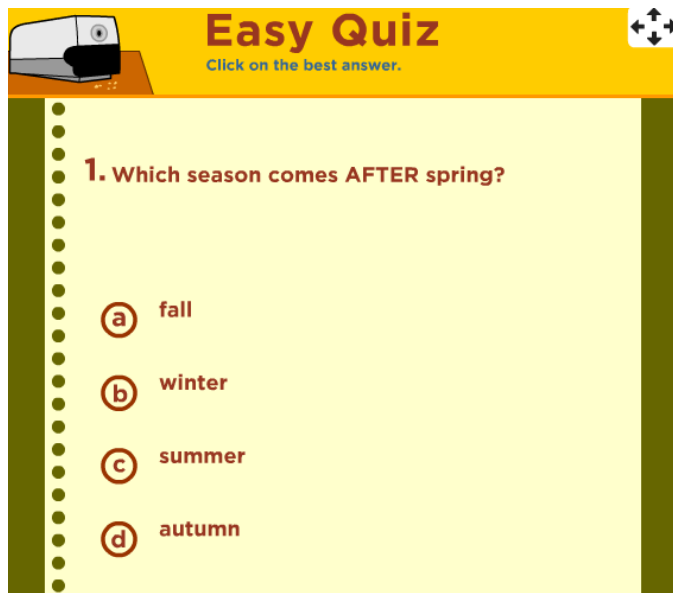 Easy Quiz
Click on the best answer.
1. Which season comes AFTER spring?
a fall
b winter
c summer
d autumn